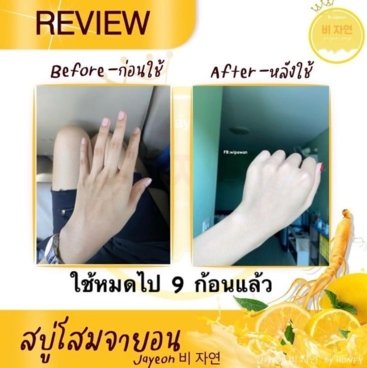 REVIEW
비 자연
Before-ก่อนใช้
After-หลังใช้
FB:wipawan
ใช้หมดไป 9 ก้อนแล้ว
สบู่โสมจายอน
Jayeon 비 자연